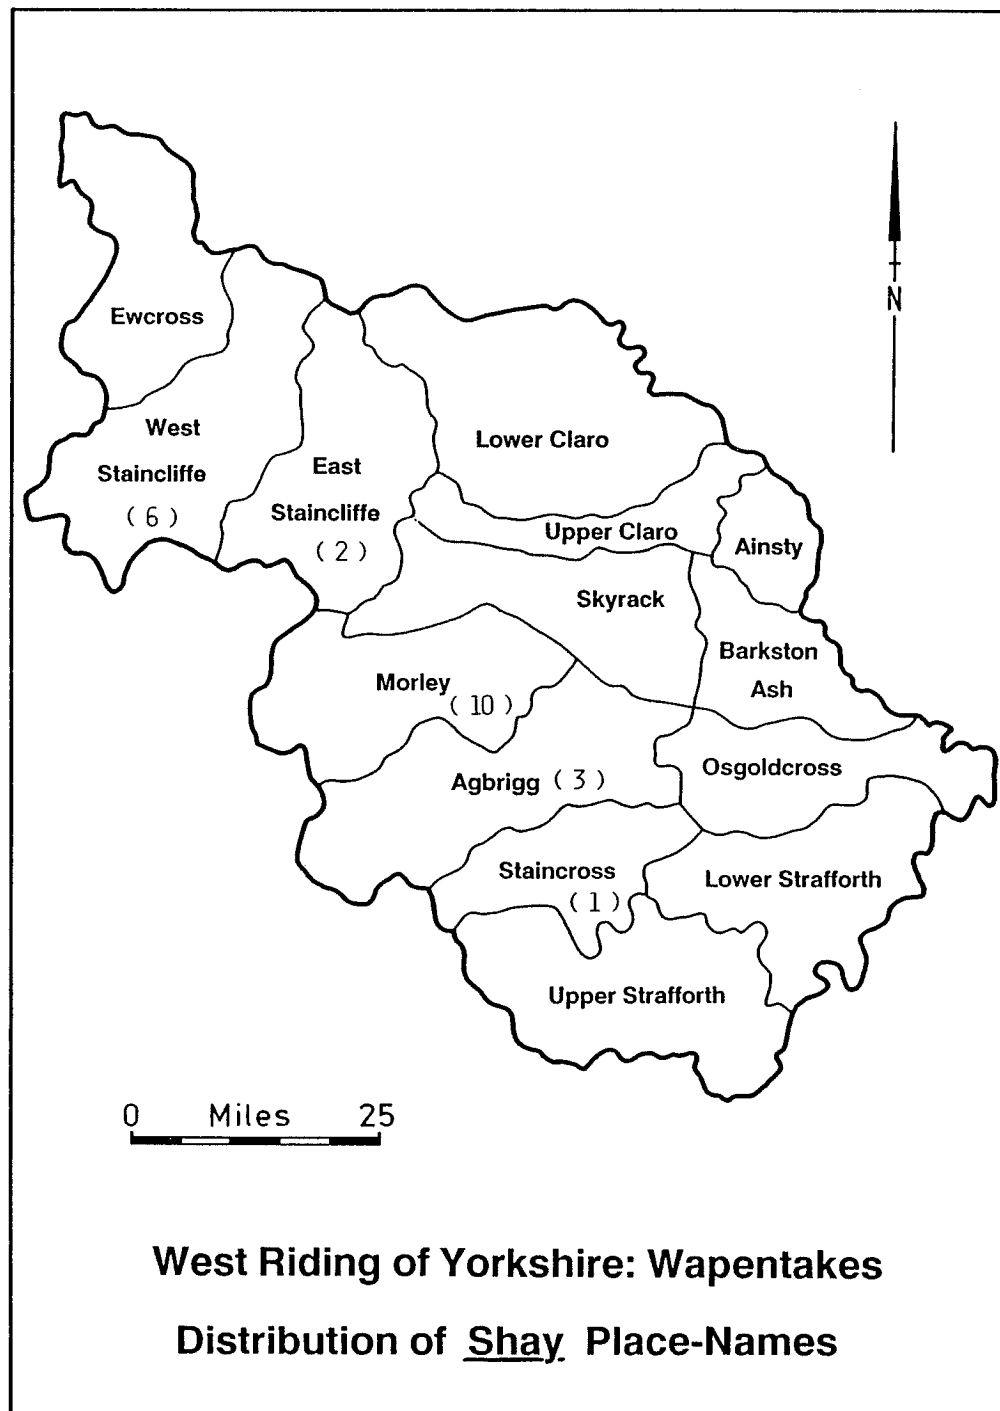 N
Ewcross
West
Staincliffe
(6)
East
Staincliffe
(2)
Lower Claro
Upper Claro
Ainsty
Skyrack
Barkston
Ash
Morley
(10)
Osgoldcross
Agbrigg (3)
Staincross
(1)
Lower Strafforth
Upper Strafforth
0 Miles 25
West Riding of Yorkshire: Wapentakes
Distribution of Shay Place-Names